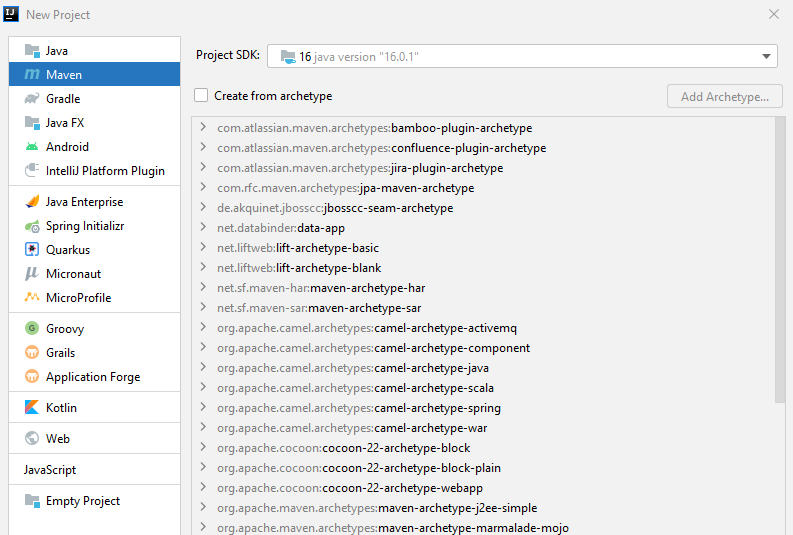 IJ New Project
Java
Maven
Gradle
Java FX
Android
IntelliJ Platform Plugin
Java Enterprise
Spring Initializr
Quarkus
Micronaut
MicroProfile
Groovy
Grails
Application Forge
Kotlin
Web
JavaScript
Empty Project
Project SDK: 16 java version "16.0.1"
Create from archetype Add Archetype...
com.atlassian.maven.archetypes:bamboo-plugin-archetype
com.atlassian.maven.archetypes:confluence-plugin-archetype
com.atlassian.maven.archetypes:jira-plugin-archetype
com.rfc.maven.archetypes:jpa-maven-archetype
de.akquinet.jbosscc:jbosscc-seam-archetype
net.databinder:data-app
net.liftweb:lift-archetype-basic
net.liftweb:lift-archetype-blank
net.sf.maven-har:maven-archetype-har
net.sf.maven-sar:maven-archetype-sar
org.apache.camel.archetypes:camel-archetype-activemq
org.apache.camel.archetypes:camel-archetype-component
org.apache.camel.archetypes:camel-archetype-java
org.apache.camel.archetypes:camel-archetype-scala
org.apache.camel.archetypes:camel-archetype-spring
org.apache.camel.archetypes:camel-archetype-war
org.apache.cocoon:cocoon-22-archetype-block
org.apache.cocoon:cocoon-22-archetype-block-plain
org.apache.cocoon:cocoon-22-archetype-webapp
org.apache.maven.archetypes:maven-archetype-j2ee-simple
org.apache.maven.archetypes:maven-archetype-marmalade-mojo